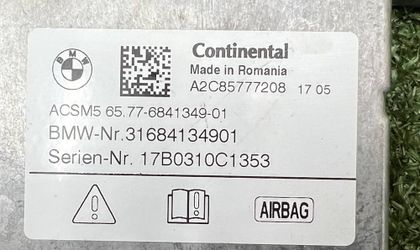 BMW
Continental
Made in Romania
A2C85777208 17 05
ACSM5 65.77-6841349-01
BMW-Nr.31684134901
Serien-Nr. 17B0310C1353
AIRBAG